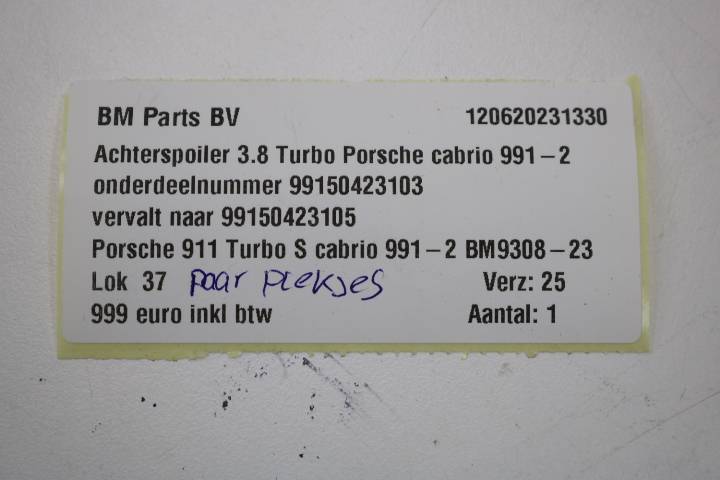 BM Parts BV 120620231330
Achterspoiler 3.8 Turbo Porsche cabrio 991-2
onderdeelnummer 99150423103
vervalt naar 99150423105
Porsche 911 Turbo S cabrio 991-2 BM9308-23
Lok 37 paar plekjes Verz: 25
999 euro inkl btw Aantal: 1